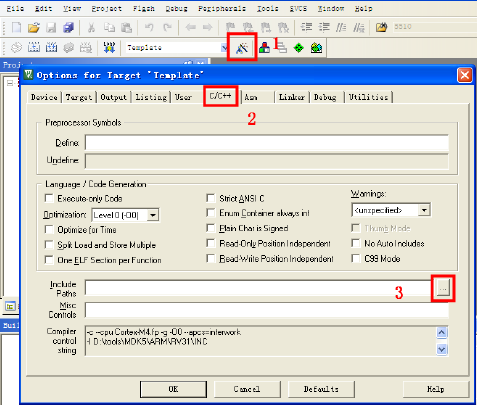 File Edit View Project Flash Debug Peripherals Tools SVCS Window Help
5510
LOAD Template 1
Project
Options for Target 'Template'
Device Target Output Listing User C/C++ Asm Linker Debug Utilities
2
Preprocessor Symbols
Define:
Undefine:
Language / Code Generation
Execute-only Code
Strict ANSI C
Warnings:
Optimization: Level 0 (-O0)
Enum Container always int
<unspecified>
Optimize for Time
Plain Char is Signed
Thumb Mode
Split Load and Store Multiple
Read-Only Position Independent
No Auto Includes
One ELF Section per Function
Read-Write Position Independent
C99 Mode
Include Paths
...
3
Misc Controls
Compiler control string
-c --cpu Cortex-M4.fp -g -O0 --apcs=interwork
-I D:\tools\MDK5\ARM\RV31\INC
Buil
OK Cancel Defaults Help